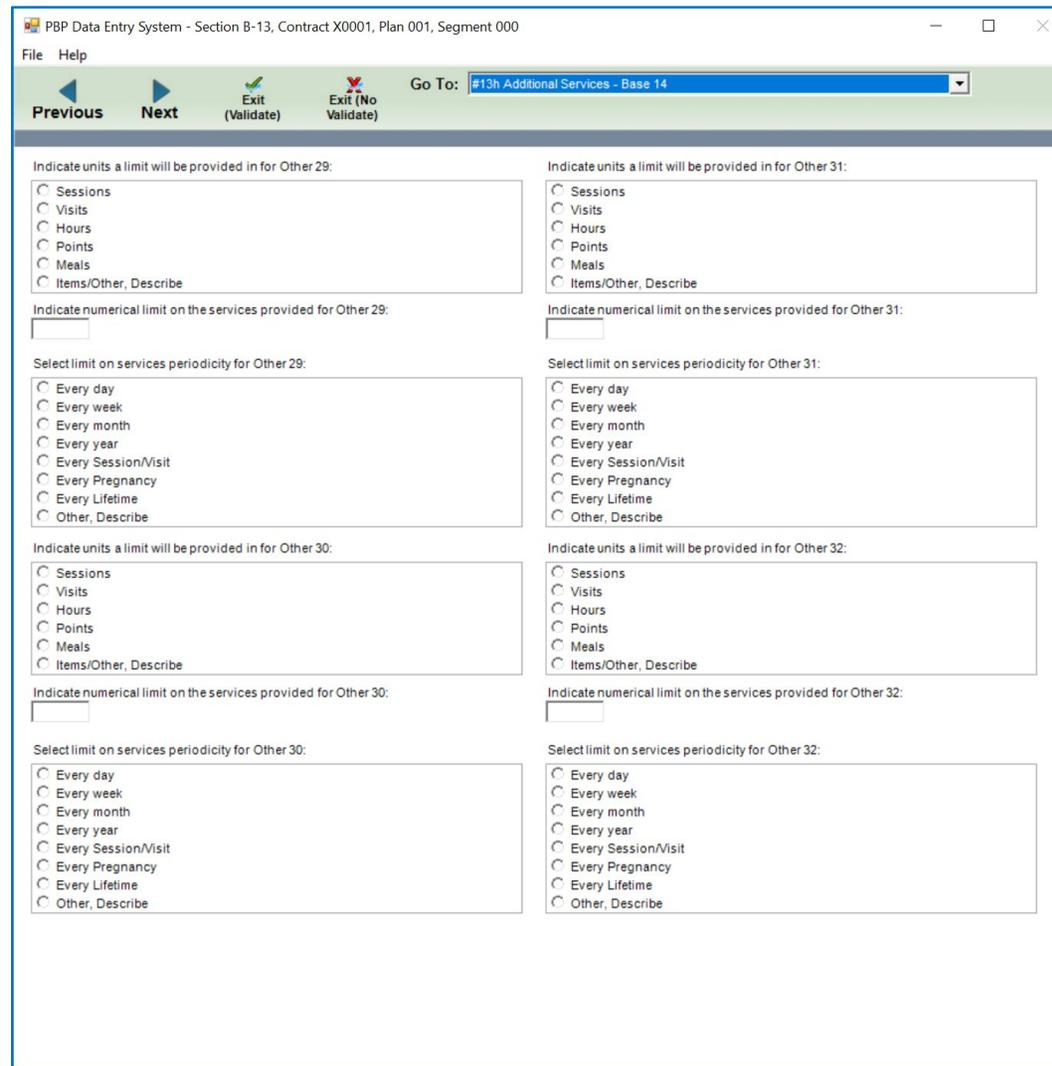 PBP Data Entry System - Section B-13, Contract X0001, Plan 001, Segment 000
File Help
Previous
Next
Exit (Validate)
Exit (No Validate)
Go To: #13h Additional Services - Base 14
Indicate units a limit will be provided in for Other 29:
Sessions
Visits
Hours
Points
Meals
Items/Other, Describe
Indicate numerical limit on the services provided for Other 29:
Select limit on services periodicity for Other 29:
Every day
Every week
Every month
Every year
Every Session/Visit
Every Pregnancy
Every Lifetime
Other, Describe
Indicate units a limit will be provided in for Other 30:
Sessions
Visits
Hours
Points
Meals
Items/Other, Describe
Indicate numerical limit on the services provided for Other 30:
Select limit on services periodicity for Other 30:
Every day
Every week
Every month
Every year
Every Session/Visit
Every Pregnancy
Every Lifetime
Other, Describe
Indicate units a limit will be provided in for Other 31:
Sessions
Visits
Hours
Points
Meals
Items/Other, Describe
Indicate numerical limit on the services provided for Other 31:
Select limit on services periodicity for Other 31:
Every day
Every week
Every month
Every year
Every Session/Visit
Every Pregnancy
Every Lifetime
Other, Describe
Indicate units a limit will be provided in for Other 32:
Sessions
Visits
Hours
Points
Meals
Items/Other, Describe
Indicate numerical limit on the services provided for Other 32:
Select limit on services periodicity for Other 32:
Every day
Every week
Every month
Every year
Every Session/Visit
Every Pregnancy
Every Lifetime
Other, Describe